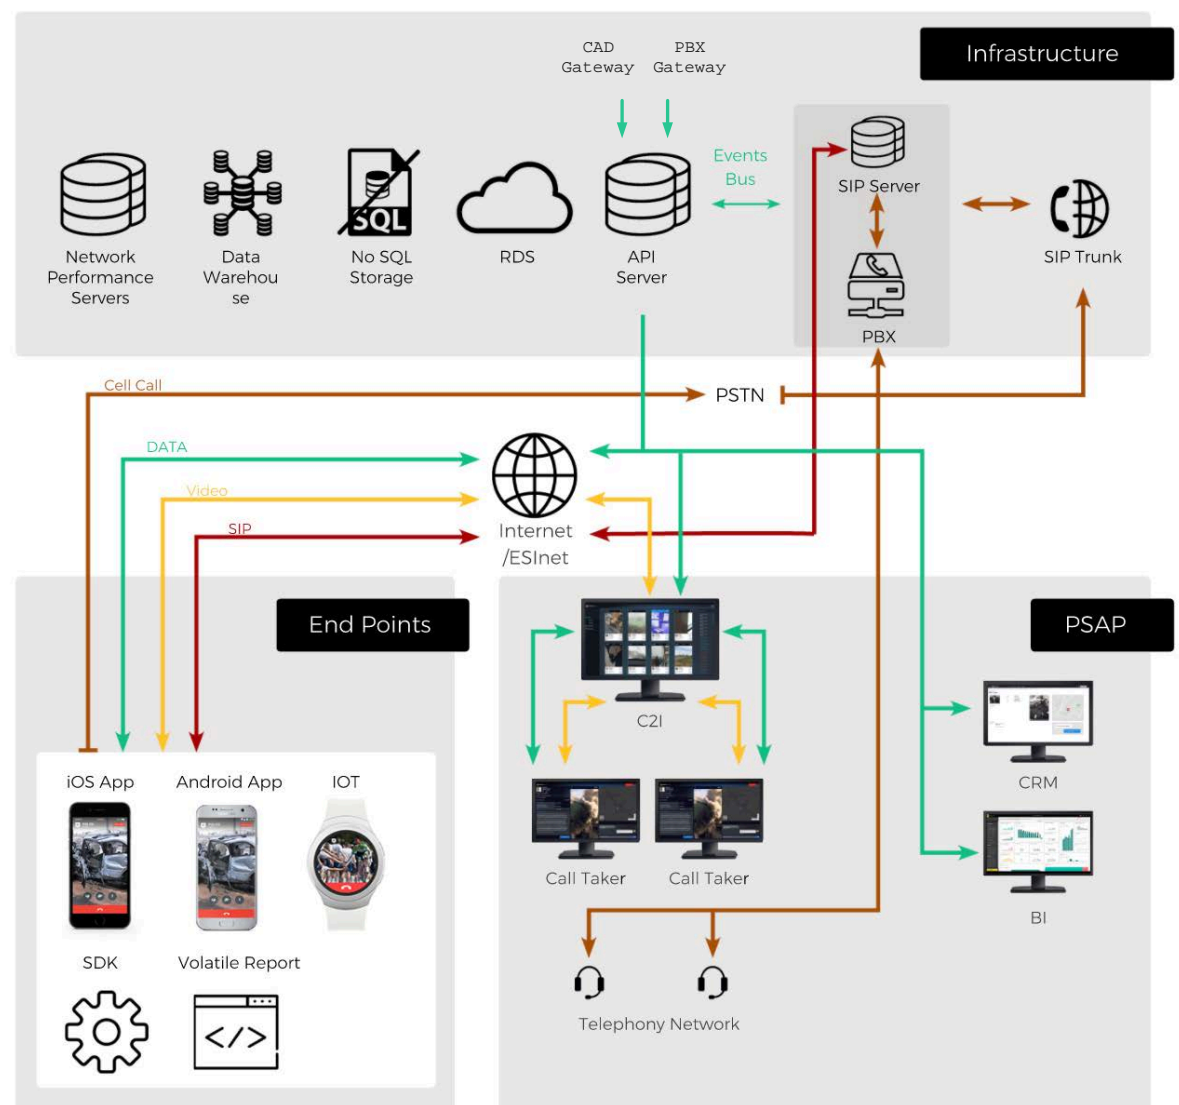 Infrastructure
CAD
Gateway
PBX
Gateway
Events
Bus
SIP Server
SQL
Network
Performance
Servers
Data
Warehou
se
No SQL
Storage
RDS
API
Server
SIP Trunk
PBX
Cell Call
PSTN
DATA
Video
SIP
Internet
/ESInet
End Points
PSAP
C2I
iOS App
Android App
IOT
CRM
Call Taker
Call Taker
BI
SDK
Volatile Report
</>
Telephony Network